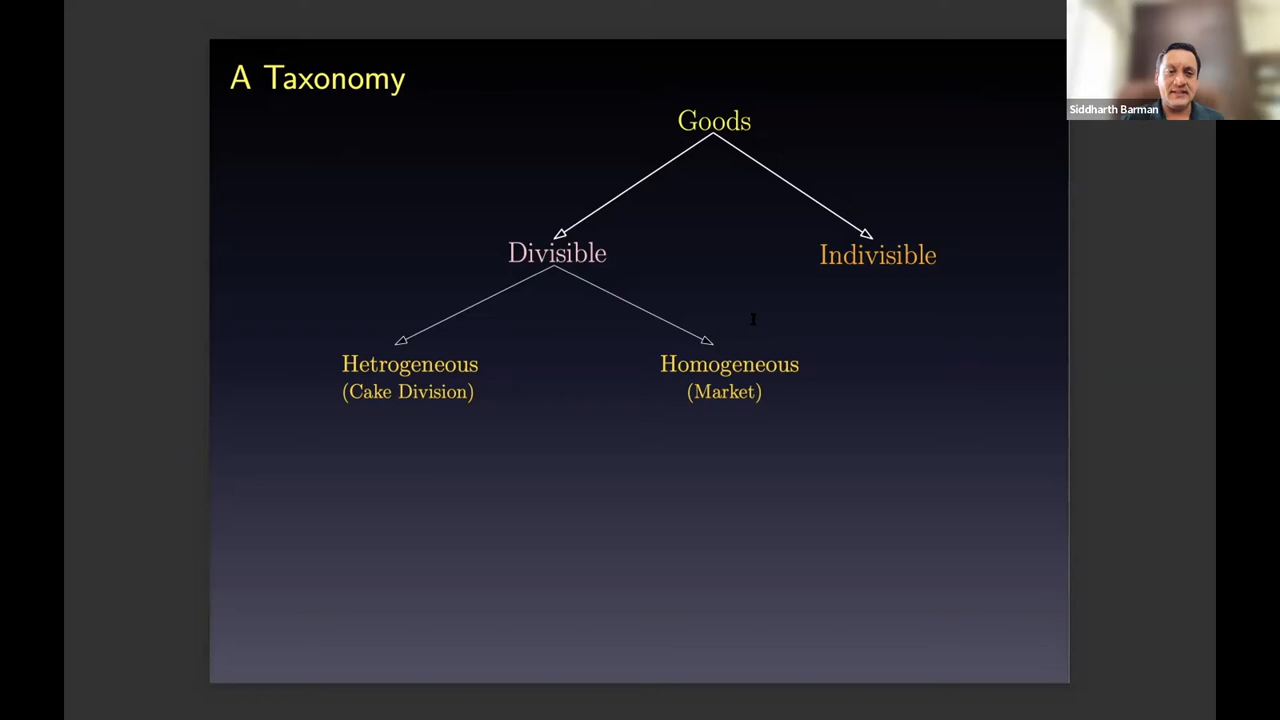 A Taxonomy
Siddharth Barman
Goods
Divisible
Indivisible
Hetrogeneous
(Cake Division)
Homogeneous
(Market)